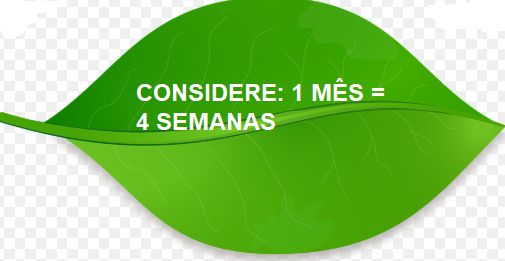 CONSIDERE: 1 MÊS =
4 SEMANAS